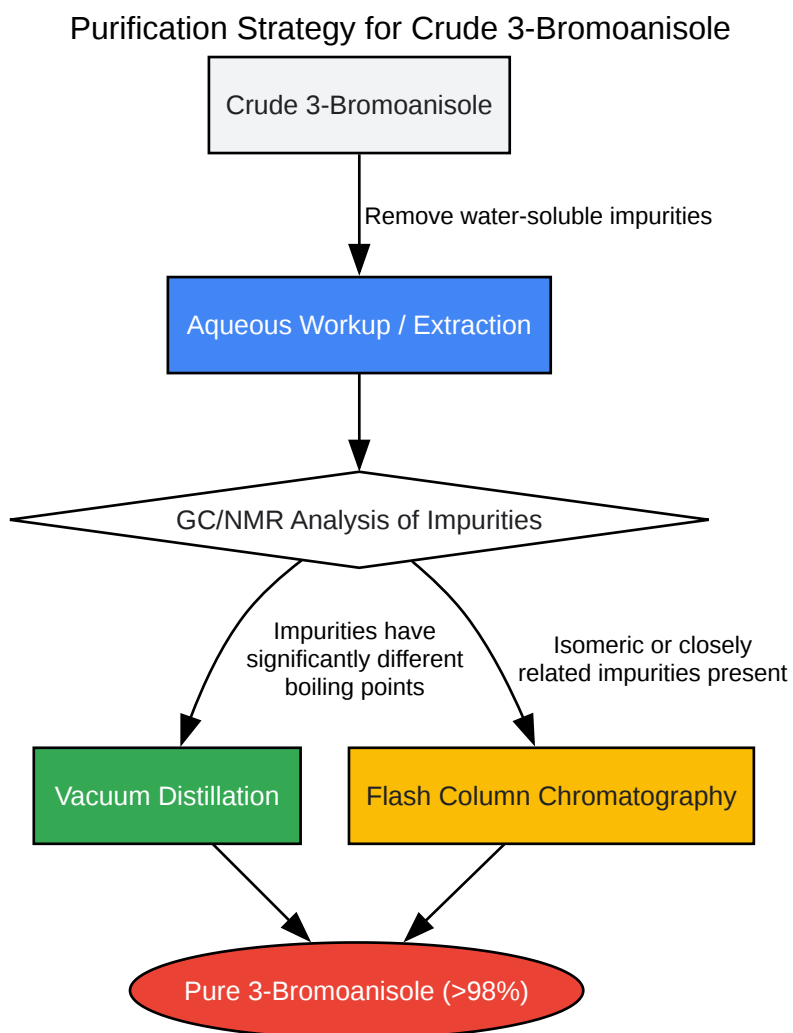 Purification Strategy for Crude 3-Bromoanisole
Crude 3-Bromoanisole
Remove water-soluble impurities
Aqueous Workup / Extraction
GC/NMR Analysis of Impurities
Impurities have
significantly different
boiling points
Isomeric or closely
related impurities present
Vacuum Distillation
Flash Column Chromatography
Pure 3-Bromoanisole (>98%)